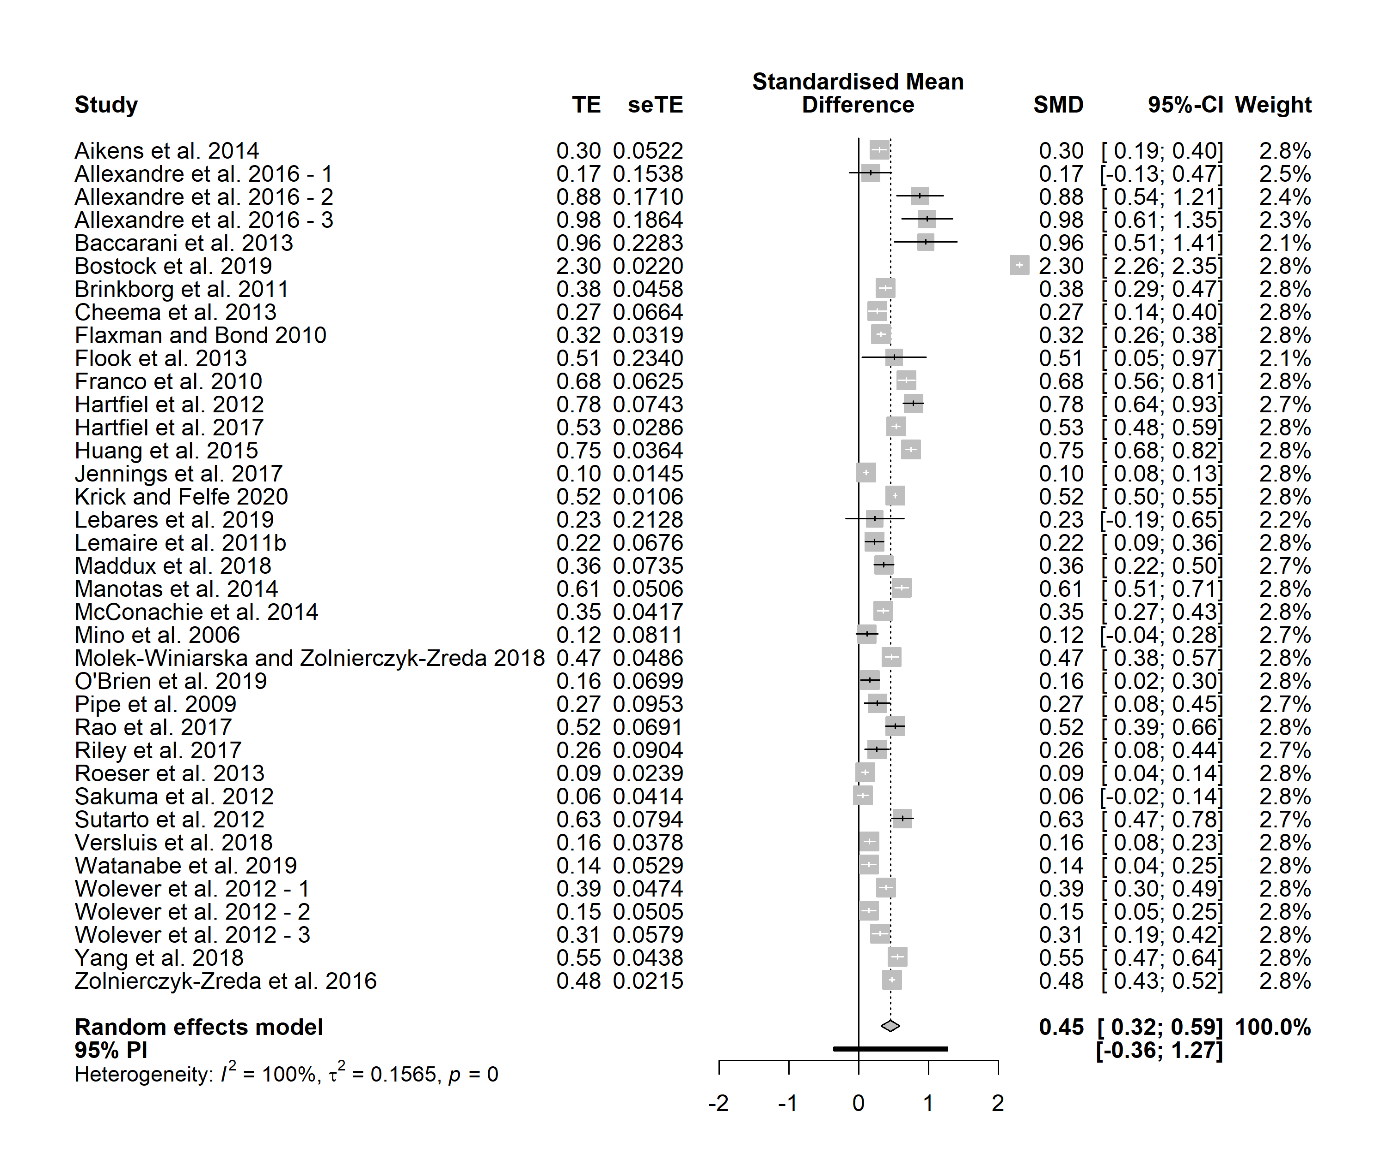 Standardised Mean
Study TE seTE Difference SMD 95%-CI Weight
Aikens et al. 2014 0.30 0.0522 0.30 [ 0.19; 0.40] 2.8%
Allexandre et al. 2016 - 1 0.17 0.1538 0.17 [-0.13; 0.47] 2.5%
Allexandre et al. 2016 - 2 0.88 0.1710 0.88 [ 0.54; 1.21] 2.4%
Allexandre et al. 2016 - 3 0.98 0.1864 0.98 [ 0.61; 1.35] 2.3%
Baccarani et al. 2013 0.96 0.2283 0.96 [ 0.51; 1.41] 2.1%
Bostock et al. 2019 2.30 0.0220 2.30 [ 2.26; 2.35] 2.8%
Brinkborg et al. 2011 0.38 0.0458 0.38 [ 0.29; 0.47] 2.8%
Cheema et al. 2013 0.27 0.0664 0.27 [ 0.14; 0.40] 2.8%
Flaxman and Bond 2010 0.32 0.0319 0.32 [ 0.26; 0.38] 2.8%
Flook et al. 2013 0.51 0.2340 0.51 [ 0.05; 0.97] 2.1%
Franco et al. 2010 0.68 0.0625 0.68 [ 0.56; 0.81] 2.8%
Hartfiel et al. 2012 0.78 0.0743 0.78 [ 0.64; 0.93] 2.7%
Hartfiel et al. 2017 0.53 0.0286 0.53 [ 0.48; 0.59] 2.8%
Huang et al. 2015 0.75 0.0364 0.75 [ 0.68; 0.82] 2.8%
Jennings et al. 2017 0.10 0.0145 0.10 [ 0.08; 0.13] 2.8%
Krick and Felfe 2020 0.52 0.0106 0.52 [ 0.50; 0.55] 2.8%
Lebares et al. 2019 0.23 0.2128 0.23 [-0.19; 0.65] 2.2%
Lemaire et al. 2011b 0.22 0.0676 0.22 [ 0.09; 0.36] 2.8%
Maddux et al. 2018 0.36 0.0735 0.36 [ 0.22; 0.50] 2.7%
Manotas et al. 2014 0.61 0.0506 0.61 [ 0.51; 0.71] 2.8%
McConachie et al. 2014 0.35 0.0417 0.35 [ 0.27; 0.43] 2.8%
Mino et al. 2006 0.12 0.0811 0.12 [-0.04; 0.28] 2.7%
Molek-Winiarska and Zolnierczyk-Zreda 2018 0.47 0.0486 0.47 [ 0.38; 0.57] 2.8%
O'Brien et al. 2019 0.16 0.0699 0.16 [ 0.02; 0.30] 2.8%
Pipe et al. 2009 0.27 0.0953 0.27 [ 0.08; 0.45] 2.7%
Rao et al. 2017 0.52 0.0691 0.52 [ 0.39; 0.66] 2.8%
Riley et al. 2017 0.26 0.0904 0.26 [ 0.08; 0.44] 2.7%
Roeser et al. 2013 0.09 0.0239 0.09 [ 0.04; 0.14] 2.8%
Sakuma et al. 2012 0.06 0.0414 0.06 [-0.02; 0.14] 2.8%
Sutarto et al. 2012 0.63 0.0794 0.63 [ 0.47; 0.78] 2.7%
Versluis et al. 2018 0.16 0.0378 0.16 [ 0.08; 0.23] 2.8%
Watanabe et al. 2019 0.14 0.0529 0.14 [ 0.04; 0.25] 2.8%
Wolever et al. 2012 - 1 0.39 0.0474 0.39 [ 0.30; 0.49] 2.8%
Wolever et al. 2012 - 2 0.15 0.0505 0.15 [ 0.05; 0.25] 2.8%
Wolever et al. 2012 - 3 0.31 0.0579 0.31 [ 0.19; 0.42] 2.8%
Yang et al. 2018 0.55 0.0438 0.55 [ 0.47; 0.64] 2.8%
Zolnierczyk-Zreda et al. 2016 0.48 0.0215 0.48 [ 0.43; 0.52] 2.8%
Random effects model 0.45 [ 0.32; 0.59] 100.0%
95% PI [-0.36; 1.27]
Heterogeneity: I² = 100%, τ² = 0.1565, p = 0
-2 -1 0 1 2